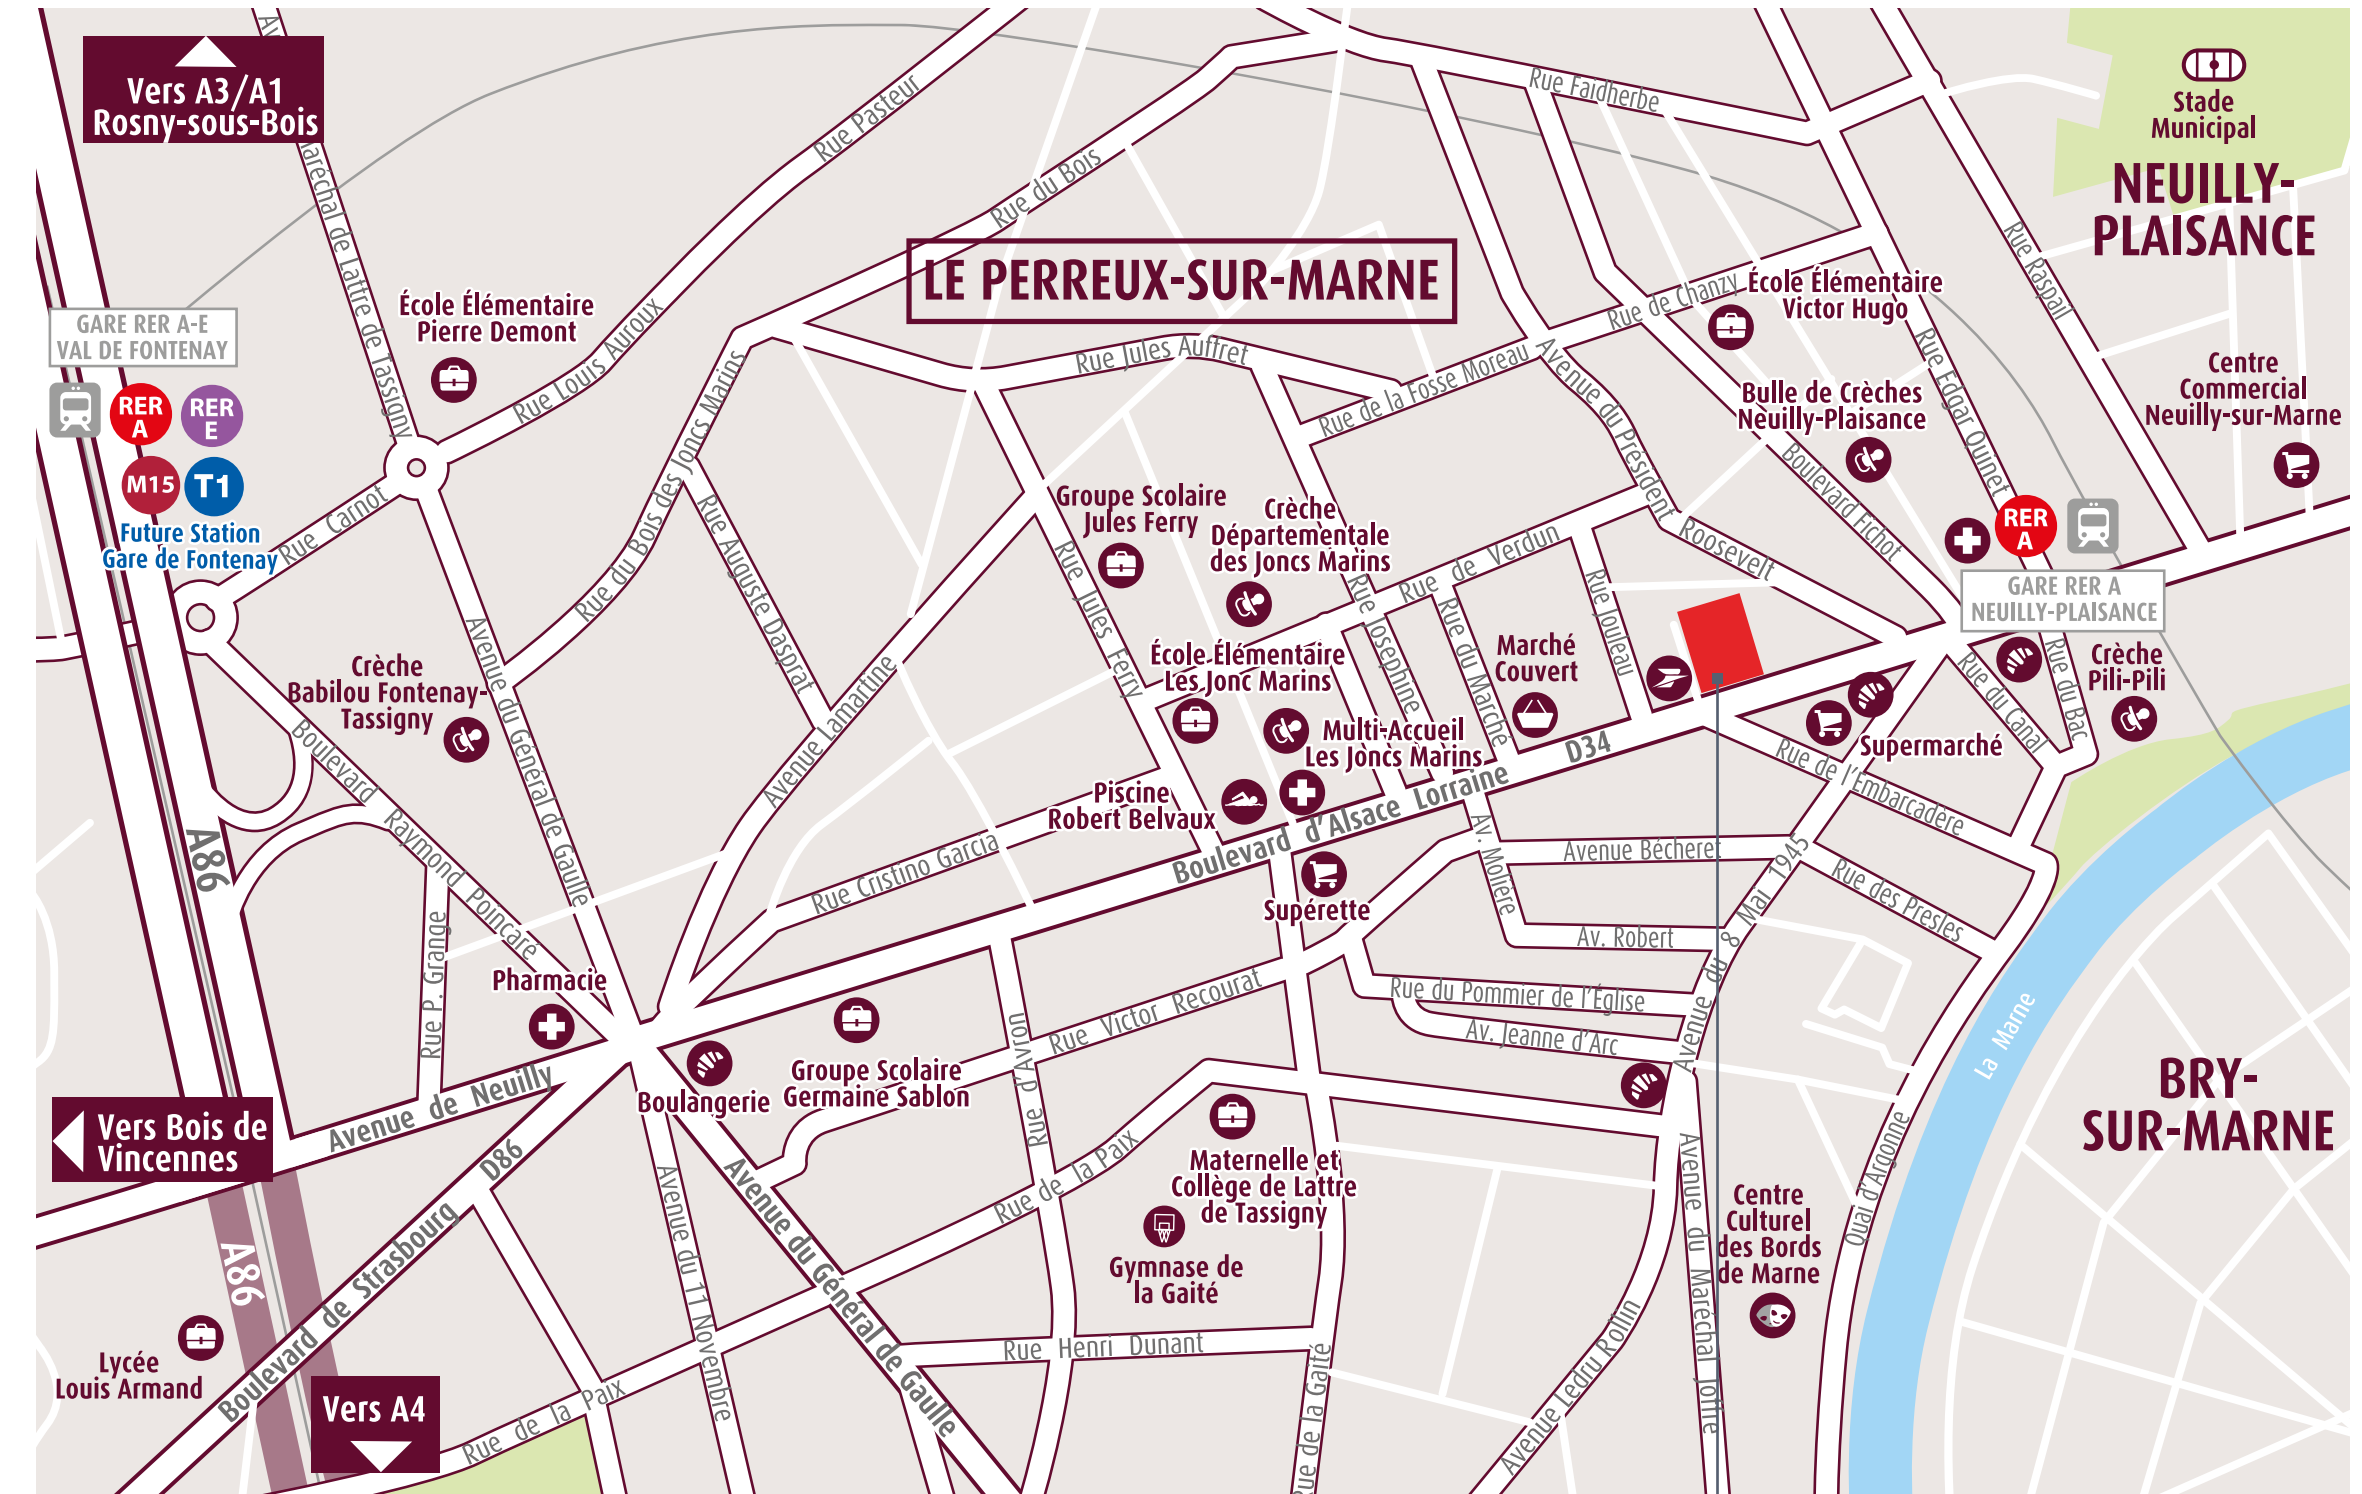 Vers A3/A1
Rosny-sous-Bois
Maréchal de Lattre de Tassigny
Rue Pasteur
Rue du Bois
Rue Faidherbe
Stade
Municipal
NEUILLY-
PLAISANCE
Rue Raspail
LE PERREUX-SUR-MARNE
École Élémentaire
Pierre Demont
Rue Louis Auroux
GARE RER A-E
VAL DE FONTENAY
RER
A
RER
E
M15
T1
Future Station
Gare de Fontenay
Rue Carnot
École Élémentaire
Victor Hugo
Rue de Chanzy
Rue Jules Auffret
Rue de la Fosse Moreau
Avenue du Président Roosevelt
Rue Edgar Quinet
Centre
Commercial
Neuilly-sur-Marne
Bulle de Crèches
Neuilly-Plaisance
Boulevard Fichot
RER
A
GARE RER A
NEUILLY-PLAISANCE
Rue du Bois des Joncs Marins
Rue Auguste Dasprat
Groupe Scolaire
Jules Ferry
Rue Jules Ferry
Crèche
Départementale
des Joncs Marins
Rue de Verdun
Rue Josephine
Rue du Marché
Rue Jouleau
Marché
Couvert
École Élémentaire
Les Jonc Marins
Multi-Accueil
Les Joncs Marins
Piscine
Robert Belvaux
Crèche
Babilou Fontenay-
Tassigny
Avenue du Général de Gaulle
Avenue Lamartine
Boulevard Raymond Poincaré
A86
Rue P. Grange
Rue Cristino Garcia
Boulevard d'Alsace Lorraine
D34
Supermarché
Rue du Canal
Rue du Bac
Crèche
Pili-Pili
Rue de l'Embarcadère
Supérette
Av. Molière
Avenue Bécheret
Avenue du 8 Mai 1945
Rue des Presles
Av. Robert
Rue du Pommier de l'Église
Av. Jeanne d'Arc
La Marne
BRY-
SUR-MARNE
Pharmacie
Boulangerie
Groupe Scolaire
Germaine Sablon
Rue d'Avron
Rue Victor Recourat
Avenue de Neuilly
Vers Bois de
Vincennes
D86
Boulevard de Strasbourg
A86
Avenue du 11 Novembre
Avenue du Général de Gaulle
Rue de la Paix
Maternelle et
Collège de Lattre
de Tassigny
Gymnase de
la Gaité
Rue Henri Dunant
Rue de la Gaité
Avenue Ledru Rollin
Avenue du Maréchal Joffre
Centre
Culturel
des Bords
de Marne
Quai d'Argonne
Lycée
Louis Armand
Vers A4
Rue de la Paix